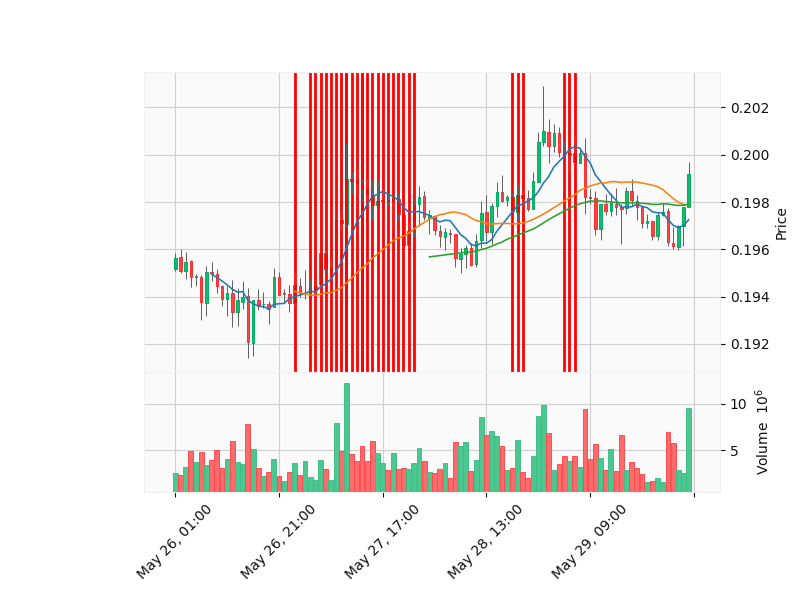 0.202
0.200
0.198
0.196
0.194
0.192
Price
10
5
Volume 10^6
May 26, 01:00
May 26, 21:00
May 27, 17:00
May 28, 13:00
May 29, 09:00